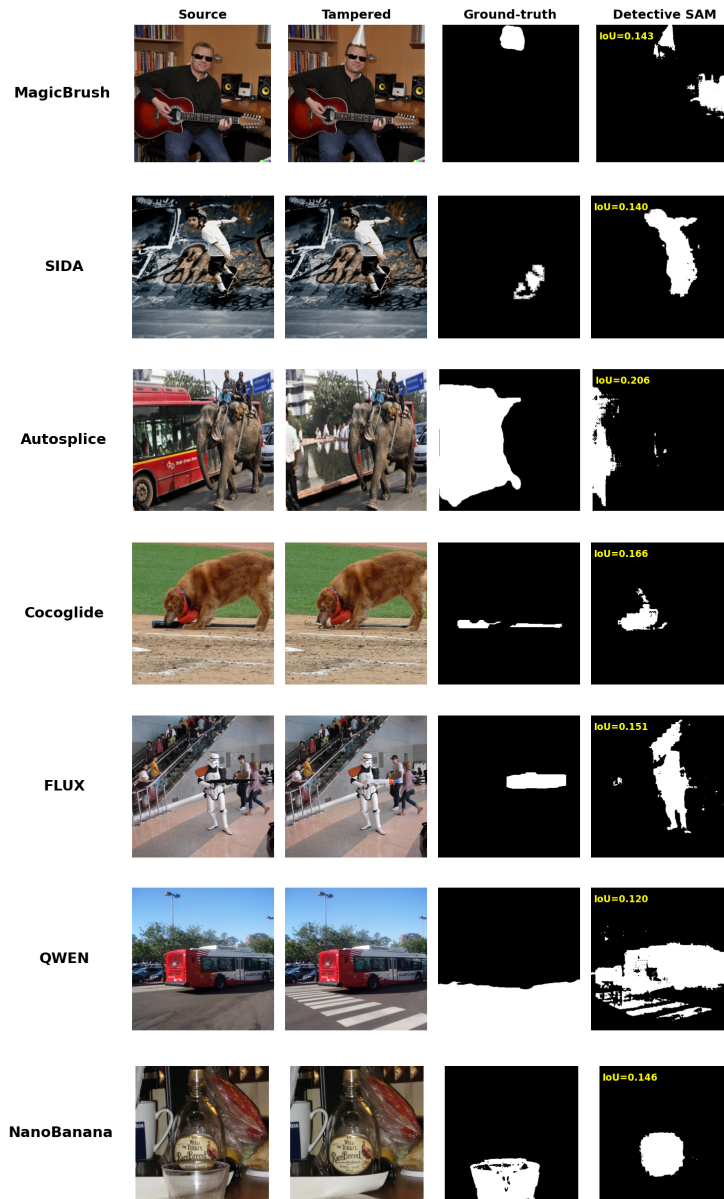 Source Tampered Ground-truth Detective SAM
MagicBrush
IoU=0.143
SIDA
IoU=0.140
Autosplice
IoU=0.206
Cocoglide
IoU=0.166
FLUX
IoU=0.151
QWEN
IoU=0.120
NanoBanana
IoU=0.146